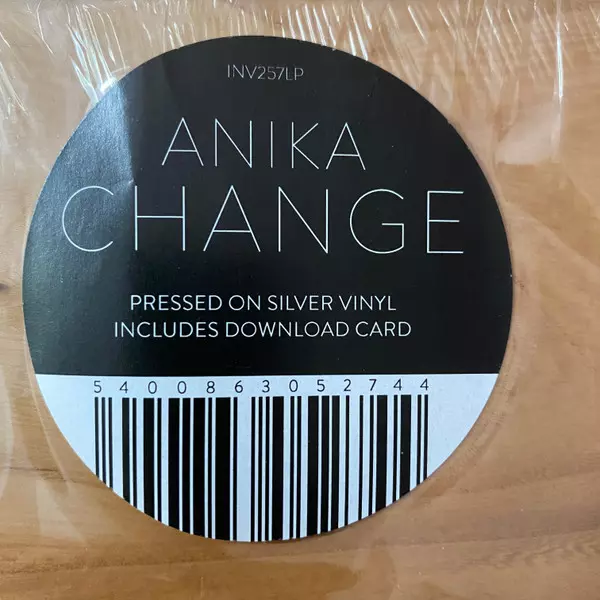 INV257LP
ANIKA
CHANGE
PRESSED ON SILVER VINYL
INCLUDES DOWNLOAD CARD
5400863052744